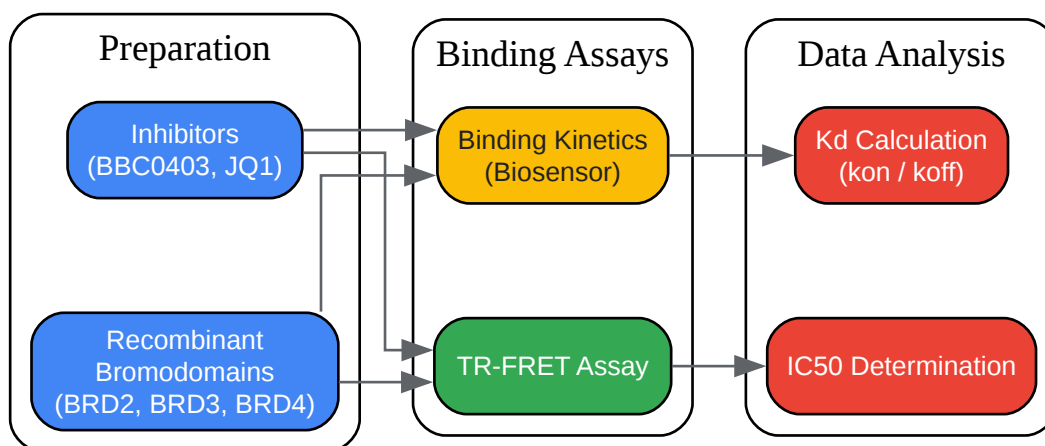 Preparation
Inhibitors
(BBC0403, JQ1)
Recombinant
Bromodomains
(BRD2, BRD3, BRD4)
Binding Assays
Binding Kinetics
(Biosensor)
TR-FRET Assay
Data Analysis
Kd Calculation
(kon / koff)
IC50 Determination